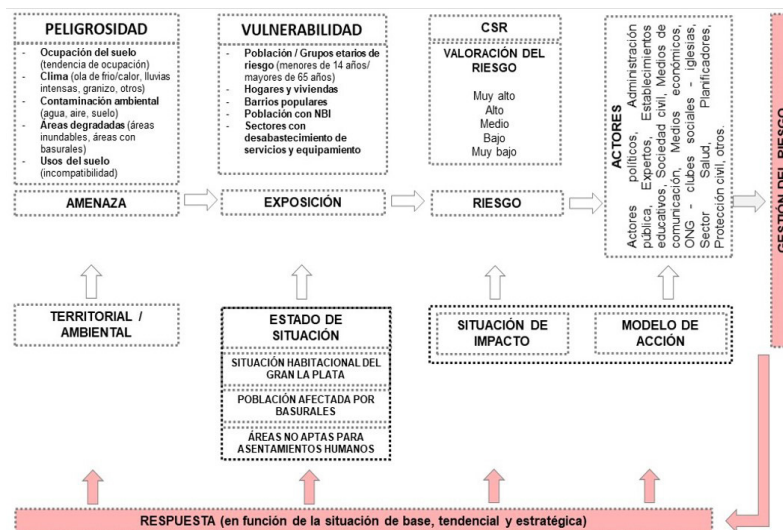 PELIGROSIDAD
- Ocupación del suelo
(tendencia de ocupación)
- Clima (ola de frio/calor, lluvias
intensas, granizo, otros)
- Contaminación ambiental
(agua, aire, suelo)
- Áreas degradadas (áreas
inundables, áreas con
basurales)
- Usos del suelo
(incompatibilidad)
AMENAZA
VULNERABILIDAD
- Población / Grupos etarios de
riesgo (menores de 14 años/
mayores de 65 años)
- Hogares y viviendas
- Barrios populares
- Población con NBI
- Sectores con
desabastecimiento de
servicios y equipamiento
EXPOSICIÓN
CSR
VALORACIÓN DEL
RIESGO
Muy alto
Alto
Medio
Bajo
Muy bajo
RIESGO
ACTORES
Actores políticos, Administración
pública, Expertos, Establecimientos
educativos, Sociedad civil, Medios de
comunicación, Medios económicos,
ONG - clubes sociales - iglesias,
Sector Salud, Planificadores,
Protección civil, otros.
GESTIÓN DEL RIESGO
TERRITORIAL /
AMBIENTAL
ESTADO DE
SITUACIÓN
SITUACIÓN HABITACIONAL DEL
GRAN LA PLATA
POBLACIÓN AFECTADA POR
BASURALES
ÁREAS NO APTAS PARA
ASENTAMIENTOS HUMANOS
SITUACIÓN DE
IMPACTO
MODELO DE
ACCIÓN
RESPUESTA (en función de la situación de base, tendencial y estratégica)